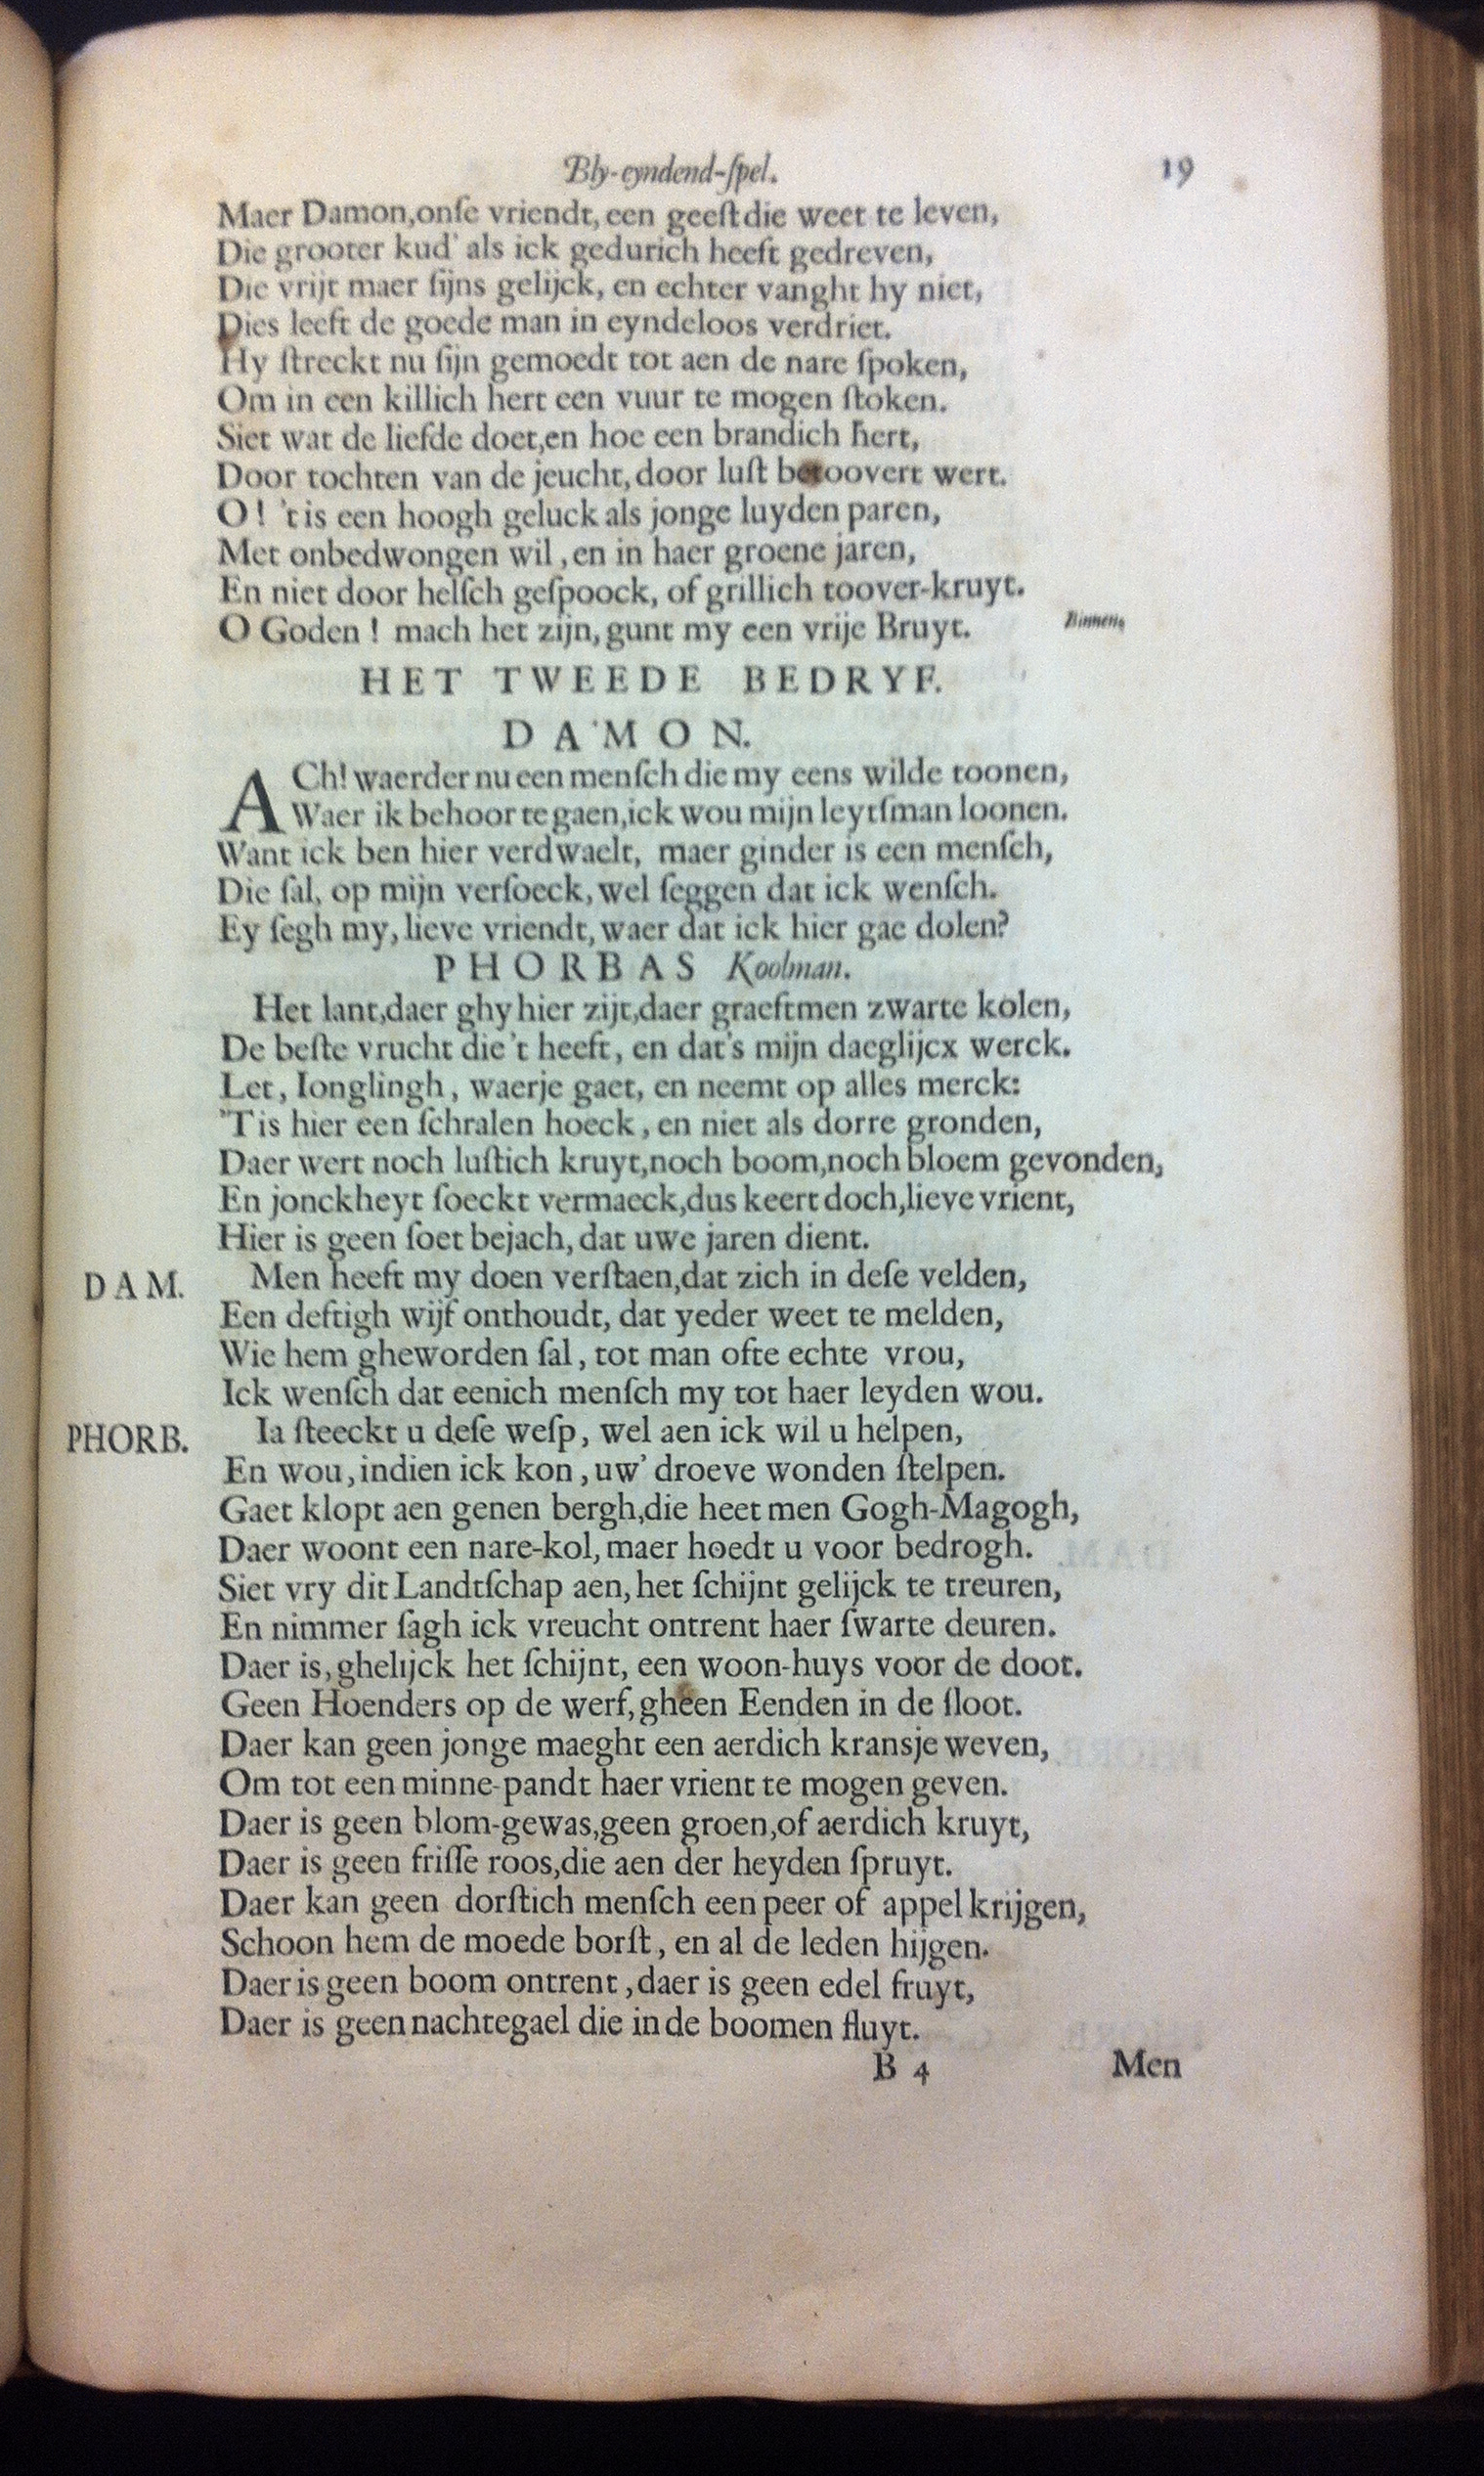 Bly-eyndend-ſpel. 19
Maer Damon,onſe vriendt, een geeſt die weet te leven,
Die grooter kud' als ick gedurich heeft gedreven,
Die vrijt maer ſijns gelijck, en echter vanght hy niet,
Dies leeft de goede man in eyndeloos verdriet.
Hy ſtreckt nu ſijn gemoedt tot aen de nare ſpoken,
Om in een killich hert een vuur te mogen ſtoken.
Siet wat de liefde doet,en hoe een brandich hert,
Door tochten van de jeucht, door luſt betoovert wert.
O! 't is een hoogh geluck als jonge luyden paren,
Met onbedwongen wil, en in haer groene jaren,
En niet door helſch geſpoock, of grillich toover-kruyt.
O Goden! mach het zijn, gunt my een vrije Bruyt. Binnen.
HET TWEEDE BEDRYF.
DAMON.
ACh! waerder nu een menſch die my eens wilde toonen,
Waer ik behoor te gaen,ick wou mijn leytſman loonen.
Want ick ben hier verdwaelt, maer ginder is een menſch,
Die ſal, op mijn verſoeck, wel ſeggen dat ick wenſch.
Ey ſegh my, lieve vriendt, waer dat ick hier gae dolen?
PHORBAS Koolman.
Het lant,daer ghy hier zijt,daer graeftmen zwarte kolen,
De beſte vrucht die 't heeft, en dat's mijn daeglijcx werck.
Let, Ionglingh, waerje gaet, en neemt op alles merck:
'T is hier een ſchralen hoeck, en niet als dorre gronden,
Daer wert noch luſtich kruyt,noch boom,noch bloem gevonden,
En jonckheyt ſoeckt vermaeck,dus keert doch,lieve vrient,
Hier is geen ſoet bejach, dat uwe jaren dient.
DAM. Men heeft my doen verſtaen,dat zich in deſe velden,
Een deftigh wijf onthoudt, dat yeder weet te melden,
Wie hem gheworden ſal, tot man ofte echte vrou,
Ick wenſch dat eenich menſch my tot haer leyden wou.
PHORB. Ia ſteeckt u deſe weſp, wel aen ick wil u helpen,
En wou, indien ick kon, uw' droeve wonden ſtelpen.
Gaet klopt aen genen bergh,die heet men Gogh-Magogh,
Daer woont een nare-kol, maer hoedt u voor bedrogh.
Siet vry dit Landtſchap aen, het ſchijnt gelijck te treuren,
En nimmer ſagh ick vreucht ontrent haer ſwarte deuren.
Daer is, ghelijck het ſchijnt, een woon-huys voor de doot.
Geen Hoenders op de werf, gheen Eenden in de ſloot.
Daer kan geen jonge maeght een aerdich kransje weven,
Om tot een minne-pandt haer vrient te mogen geven.
Daer is geen blom-gewas,geen groen,of aerdich kruyt,
Daer is geen friſſe roos,die aen der heyden ſpruyt.
Daer kan geen dorſtich menſch een peer of appel krijgen,
Schoon hem de moede borſt, en al de leden hijgen.
Daer is geen boom ontrent, daer is geen edel fruyt,
Daer is geen nachtegael die in de boomen fluyt.
B 4 Men